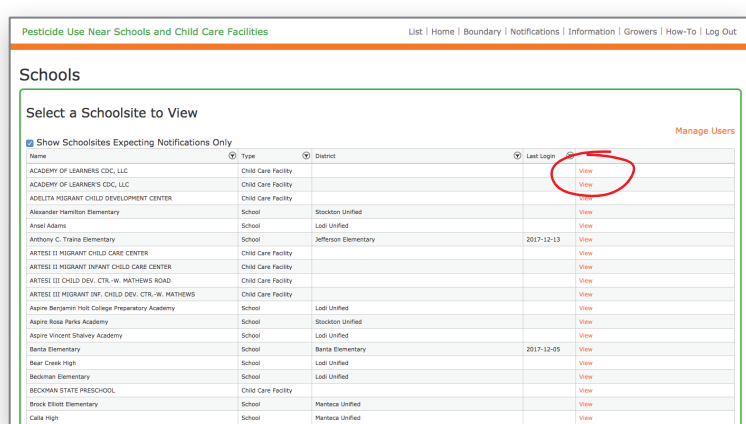 Pesticide Use Near Schools and Child Care Facilities List | Home | Boundary | Notifications | Information | Growers | How-To | Log Out
Schools
Select a Schoolsite to View
Manage Users
Show Schoolsites Expecting Notifications Only
Name Type District Last Login
ACADEMY OF LEARNERS CDC, LLC Child Care Facility View
ACADEMY OF LEARNER'S CDC, LLC Child Care Facility View
ADELITA MIGRANT CHILD DEVELOPMENT CENTER Child Care Facility View
Alexander Hamilton Elementary School Stockton Unified View
Ansel Adams School Lodi Unified View
Anthony C. Traina Elementary School Jefferson Elementary 2017-12-13 View
ARTESI II MIGRANT CHILD CARE CENTER Child Care Facility View
ARTESI II MIGRANT INFANT CHILD CARE CENTER Child Care Facility View
ARTESI III CHILD DEV. CTR.-W. MATHEWS ROAD Child Care Facility View
ARTESI III MIGRANT INF. CHILD DEV. CTR.-W. MATHEWS Child Care Facility View
Aspire Benjamin Holt College Preparatory Academy School Lodi Unified View
Aspire Rosa Parks Academy School Stockton Unified View
Aspire Vincent Shalvey Academy School Lodi Unified View
Banta Elementary School Banta Elementary 2017-12-05 View
Bear Creek High School Lodi Unified View
Beckman Elementary School Lodi Unified View
BECKMAN STATE PRESCHOOL Child Care Facility View
Brock Elliott Elementary School Manteca Unified View
Calla High School Manteca Unified View